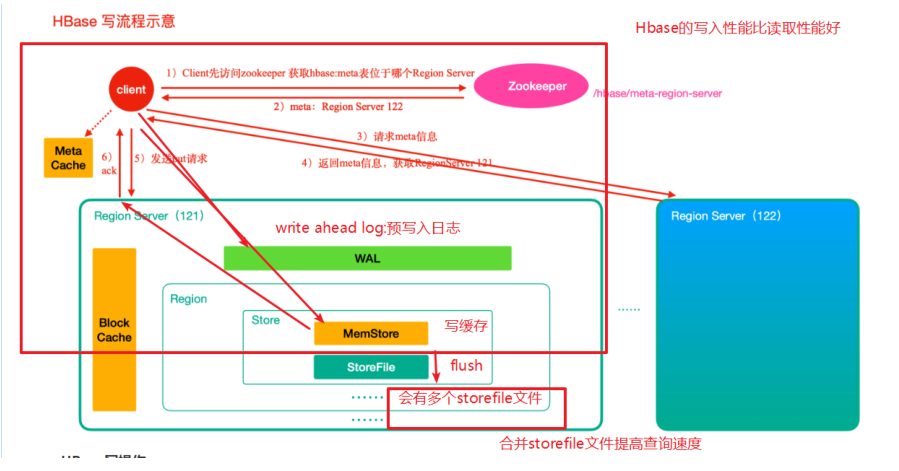 HBase 写流程示意
Hbase的写入性能比读取性能好
1）Client先访问zookeeper 获取hbase:meta表位于哪个Region Server
client
Zookeeper
/hbase/meta-region-server
2）meta：Region Server 122
3）请求meta信息
Meta
Cache
6）
ack
5）发送put请求
4）返回meta信息，获取RegionServer 121
Region Server（121）
Region Server（122）
write ahead log:预写入日志
WAL
Region
Store
Block
Cache
MemStore
写缓存
StoreFile
flush
······
······
会有多个storefile文件
······
合并storefile文件提高查询速度